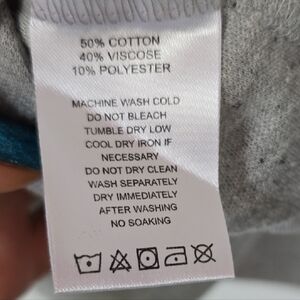 50% COTTON
40% VISCOSE
10% POLYESTER
MACHINE WASH COLD
DO NOT BLEACH
TUMBLE DRY LOW
COOL DRY IRON IF
NECESSARY
DO NOT DRY CLEAN
WASH SEPARATELY
DRY IMMEDIATELY
AFTER WASHING
NO SOAKING